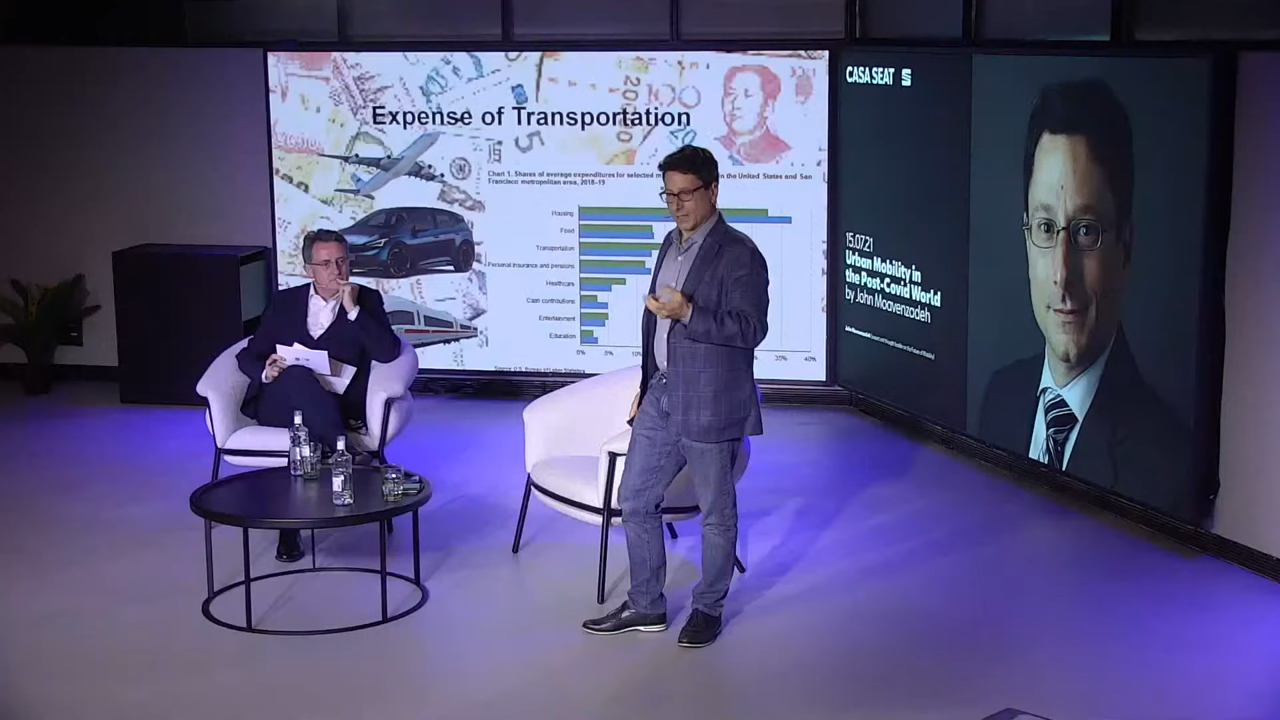 Expense of Transportation
Chart 1. Shares of average expenditures for selected m in the United States and San
Francisco metropolitan area, 2018–19
Housing
Food
Transportation
Personal insurance and pensions
Healthcare
Cash contributions
Entertainment
Education
0%
5%
10%
35%
40%
Source: U.S. Bureau of Labor Statistics
CASA SEAT
15.07.21
Urban Mobility in
the Post-Covid World
by John Moavenzadeh